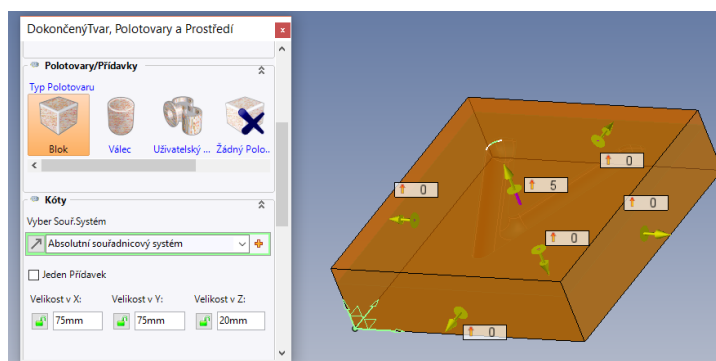 DokončenýTvar, Polotovary a Prostředí
x
Polotovary/Přídavky
Typ Polotovaru
Blok Válec Uživatelský ... Žádný Polo..
Kóty
Vyber Souř.Systém
Absolutní souřadnicový systém
Jeden Přídavek
Velikost v X: Velikost v Y: Velikost v Z:
75mm 75mm 20mm
0
0
5
0
0
0